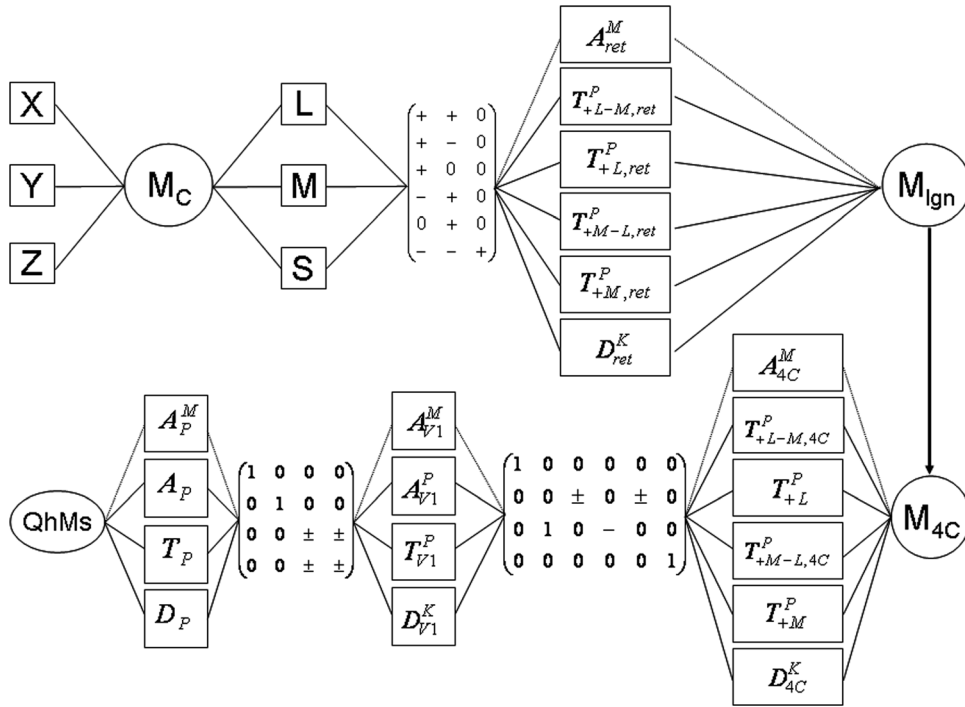 X
Y
Z
M_C
L
M
S
+ + 0
+ − 0
+ 0 0
− + 0
0 + 0
− − +
A^M_ret
T^P_+L−M,ret
T^P_+L,ret
T^P_+M−L,ret
T^P_+M,ret
D^K_ret
M_lgn
QhMs
A^M_P
A_P
T_P
D_P
1 0 0 0
0 1 0 0
0 0 ± ±
0 0 ± ±
A^M_V1
A^P_V1
T^P_V1
D^K_V1
1 0 0 0 0 0
0 0 ± 0 ± 0
0 1 0 − 0 0
0 0 0 0 0 1
A^M_4C
T^P_+L−M,4C
T^P_+L
T^P_+M−L,4C
T^P_+M
D^K_4C
M_4C